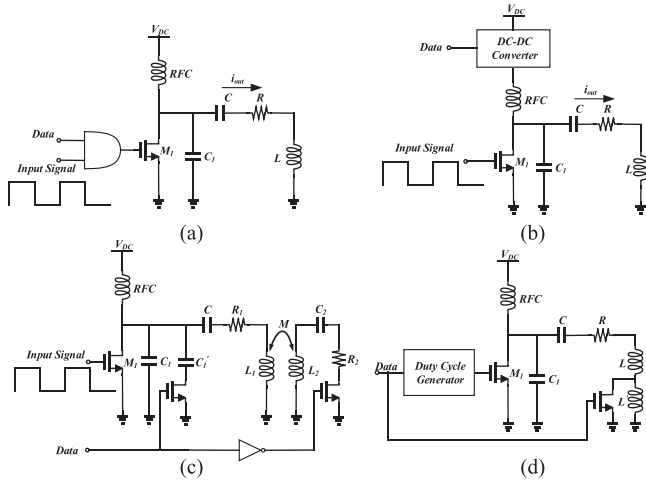 V_DC
RFC
i_out
C R
Data
Input Signal
M_1
C_1
L
(a)
V_DC
DC-DC
Converter
Data
RFC
i_out
C R
Input Signal
M_1
C_1
L
(b)
V_DC
RFC
C R_1
M
C_2
Input Signal
M_1
C_1
C_1'
L_1
L_2
R_2
Data
(c)
V_DC
RFC
C R
Data
Duty Cycle
Generator
M_1
C_1
L
L
(d)